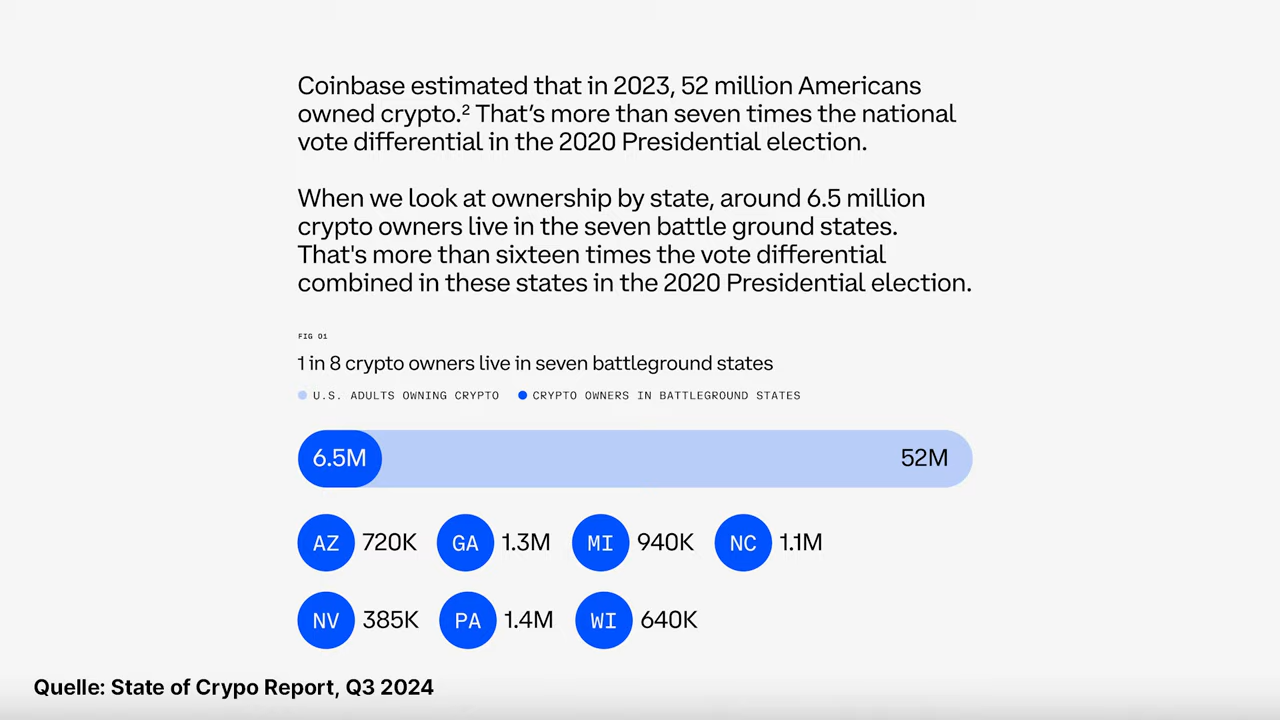 Coinbase estimated that in 2023, 52 million Americans
owned crypto.² That's more than seven times the national
vote differential in the 2020 Presidential election.
When we look at ownership by state, around 6.5 million
crypto owners live in the seven battle ground states.
That's more than sixteen times the vote differential
combined in these states in the 2020 Presidential election.
FIG 01
1 in 8 crypto owners live in seven battleground states
U.S. ADULTS OWNING CRYPTO CRYPTO OWNERS IN BATTLEGROUND STATES
6.5M 52M
AZ 720K GA 1.3M MI 940K NC 1.1M
NV 385K PA 1.4M WI 640K
Quelle: State of Crypo Report, Q3 2024